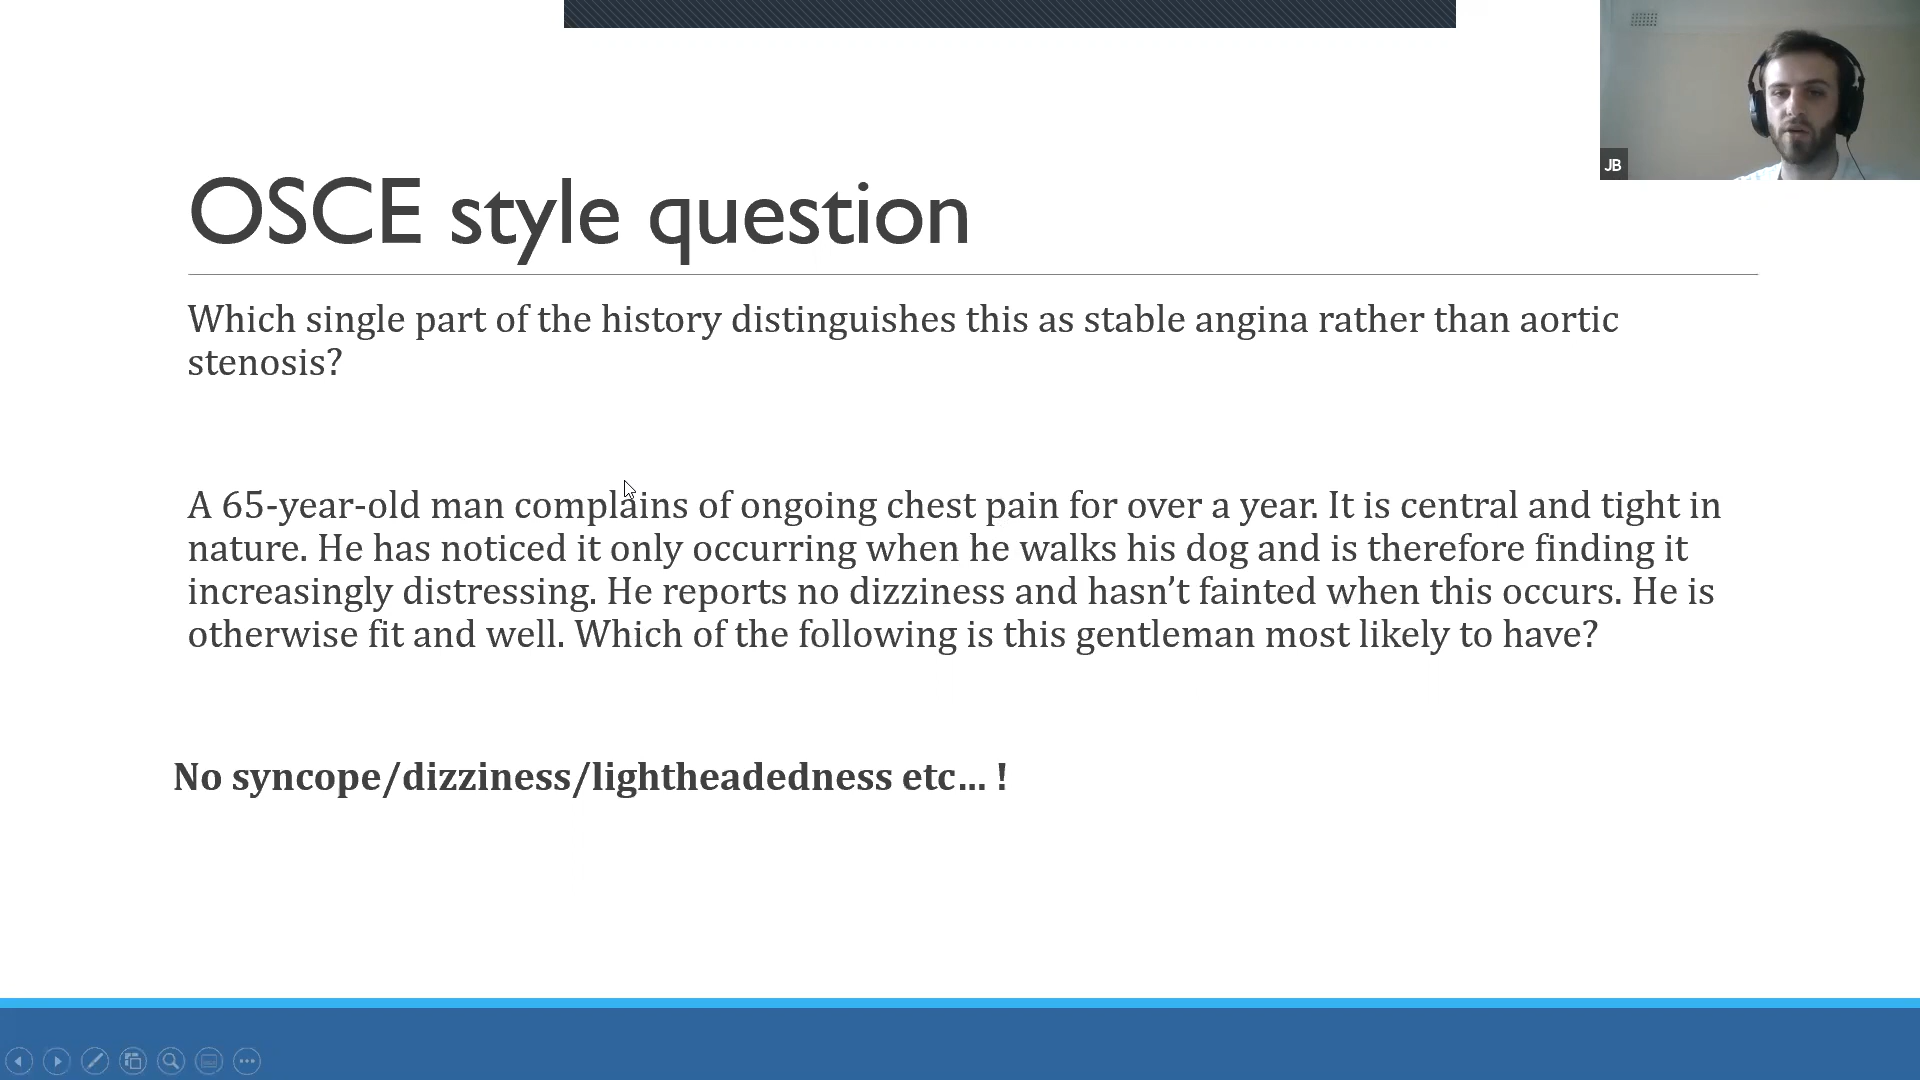 JB
OSCE style question
Which single part of the history distinguishes this as stable angina rather than aortic
stenosis?
A 65-year-old man complains of ongoing chest pain for over a year. It is central and tight in
nature. He has noticed it only occurring when he walks his dog and is therefore finding it
increasingly distressing. He reports no dizziness and hasn’t fainted when this occurs. He is
otherwise fit and well. Which of the following is this gentleman most likely to have?
No syncope/dizziness/lightheadedness etc… !